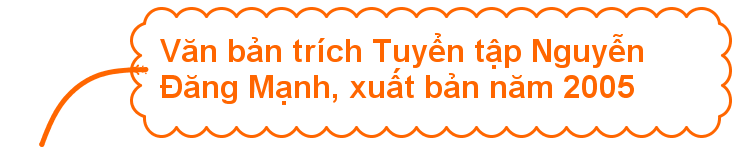 Văn bản trích Tuyển tập Nguyễn
Đăng Mạnh, xuất bản năm 2005